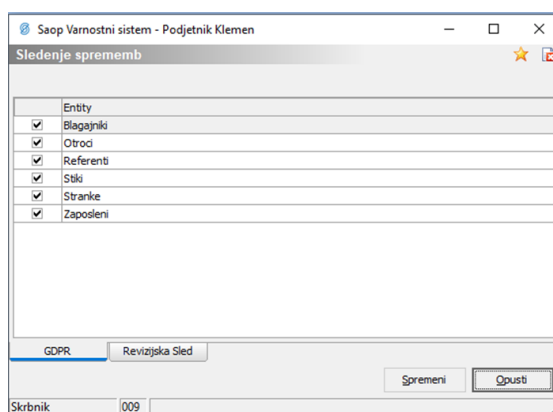 Saop Varnostni sistem - Podjetnik Klemen
Sledenje sprememb
Entity
Blagajniki
Otroci
Referenti
Stiki
Stranke
Zaposleni
GDPR Revizijska Sled
Spremeni Opusti
Skrbnik 009